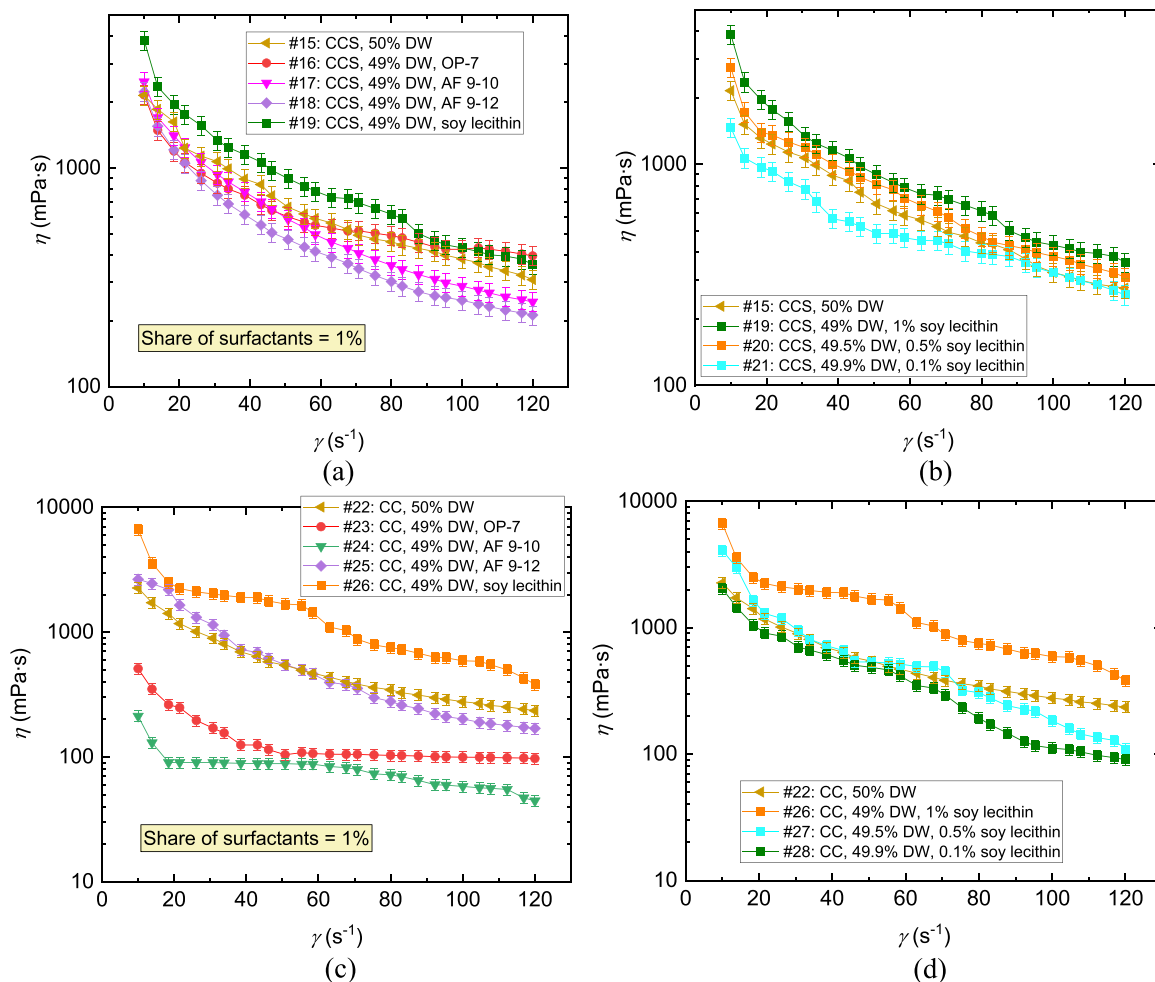 #15: CCS, 50% DW
#16: CCS, 49% DW, OP-7
#17: CCS, 49% DW, AF 9-10
#18: CCS, 49% DW, AF 9-12
#19: CCS, 49% DW, soy lecithin
1000
100
η (mPa·s)
Share of surfactants = 1%
0 20 40 60 80 100 120
γ (s⁻¹)
(a)
1000
100
η (mPa·s)
#15: CCS, 50% DW
#19: CCS, 49% DW, 1% soy lecithin
#20: CCS, 49.5% DW, 0.5% soy lecithin
#21: CCS, 49.9% DW, 0.1% soy lecithin
0 20 40 60 80 100 120
γ (s⁻¹)
(b)
10000
1000
100
10
η (mPa·s)
#22: CC, 50% DW
#23: CC, 49% DW, OP-7
#24: CC, 49% DW, AF 9-10
#25: CC, 49% DW, AF 9-12
#26: CC, 49% DW, soy lecithin
Share of surfactants = 1%
0 20 40 60 80 100 120
γ (s⁻¹)
(c)
10000
1000
100
10
η (mPa·s)
#22: CC, 50% DW
#26: CC, 49% DW, 1% soy lecithin
#27: CC, 49.5% DW, 0.5% soy lecithin
#28: CC, 49.9% DW, 0.1% soy lecithin
0 20 40 60 80 100 120
γ (s⁻¹)
(d)